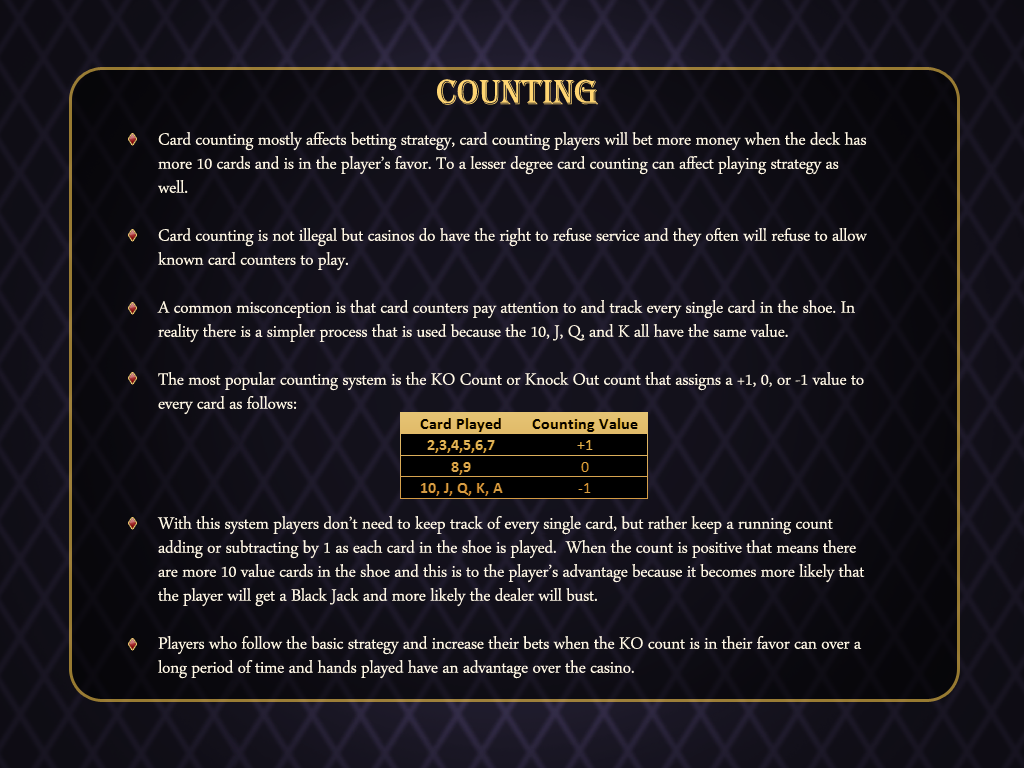 COUNTING
Card counting mostly affects betting strategy, card counting players will bet more money when the deck has
more 10 cards and is in the player's favor. To a lesser degree card counting can affect playing strategy as
well.
Card counting is not illegal but casinos do have the right to refuse service and they often will refuse to allow
known card counters to play.
A common misconception is that card counters pay attention to and track every single card in the shoe. In
reality there is a simpler process that is used because the 10, J, Q, and K all have the same value.
The most popular counting system is the KO Count or Knock Out count that assigns a +1, 0, or -1 value to
every card as follows:
Card Played Counting Value
2,3,4,5,6,7 +1
8,9 0
10, J, Q, K, A -1
With this system players don't need to keep track of every single card, but rather keep a running count
adding or subtracting by 1 as each card in the shoe is played.  When the count is positive that means there
are more 10 value cards in the shoe and this is to the player's advantage because it becomes more likely that
the player will get a Black Jack and more likely the dealer will bust.
Players who follow the basic strategy and increase their bets when the KO count is in their favor can over a
long period of time and hands played have an advantage over the casino.